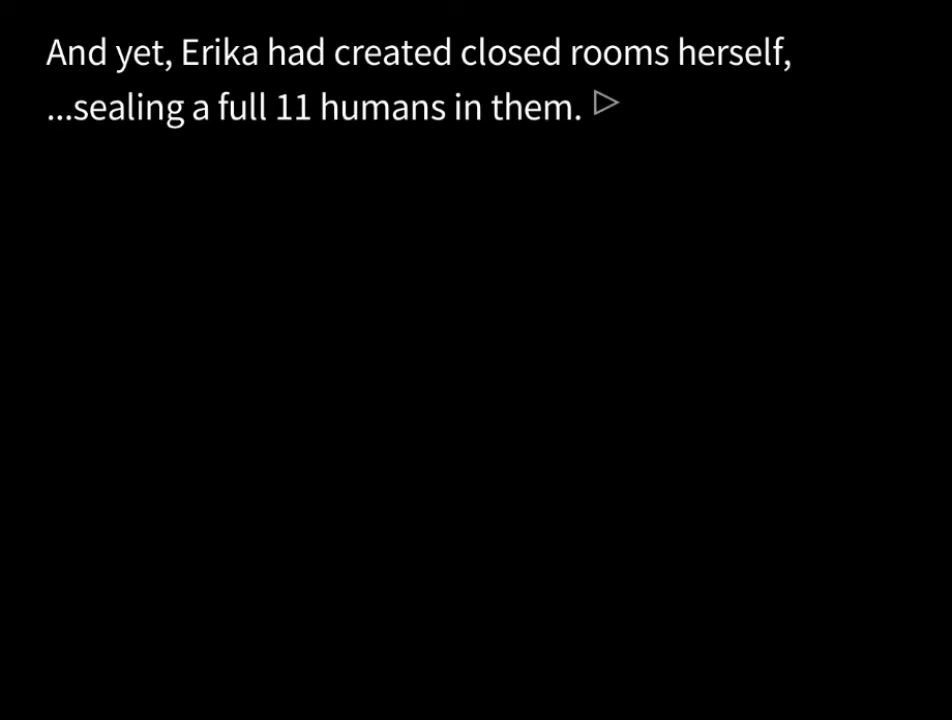 And yet, Erika had created closed rooms herself,
...sealing a full 11 humans in them.